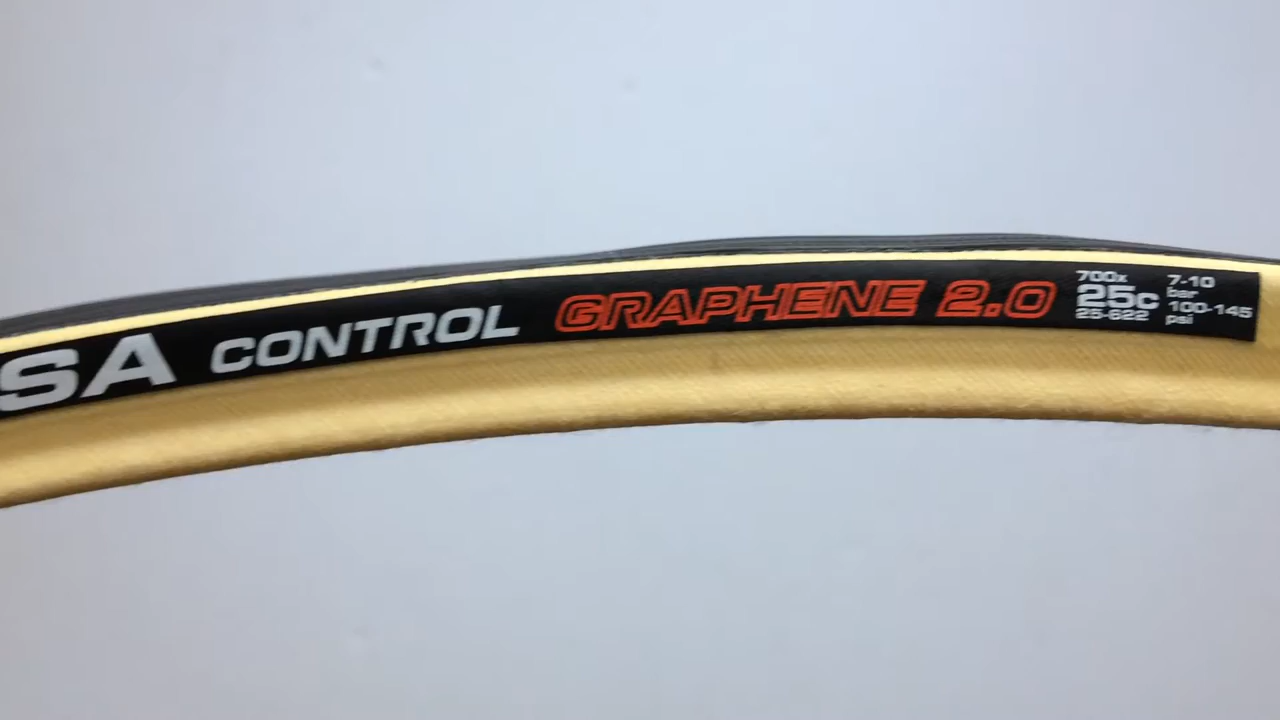 SA CONTROL GRAPHENE 2.0
700x
25c
25-622
7-10
bar
100-145
psi